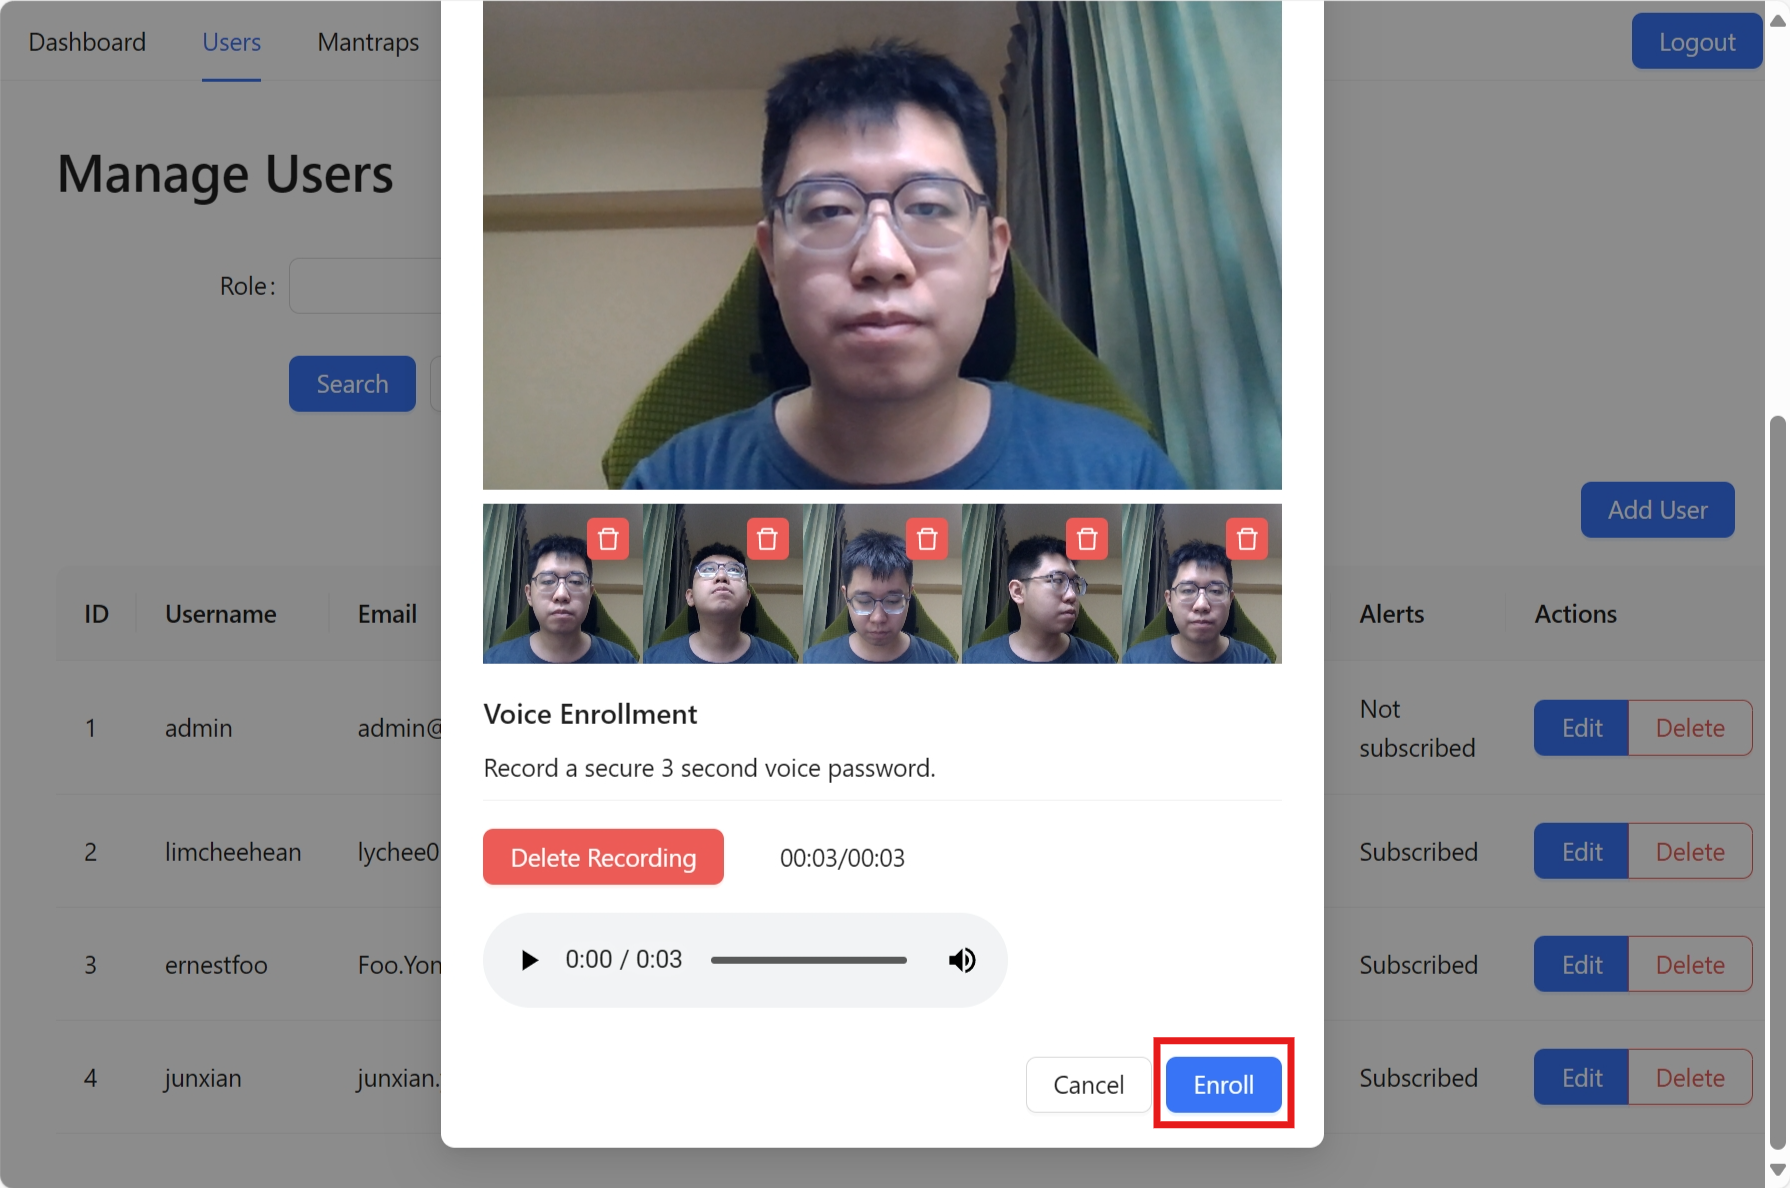 Dashboard Users Mantraps Logout
Manage Users
Role:
Search
Add User
ID Username Email Alerts Actions
1 admin admin@ Not subscribed Edit Delete
2 limcheehean lychee0 Subscribed Edit Delete
3 ernestfoo Foo.Yon Subscribed Edit Delete
4 junxian junxian. Subscribed Edit Delete
Voice Enrollment
Record a secure 3 second voice password.
Delete Recording 00:03/00:03
0:00 / 0:03
Cancel Enroll